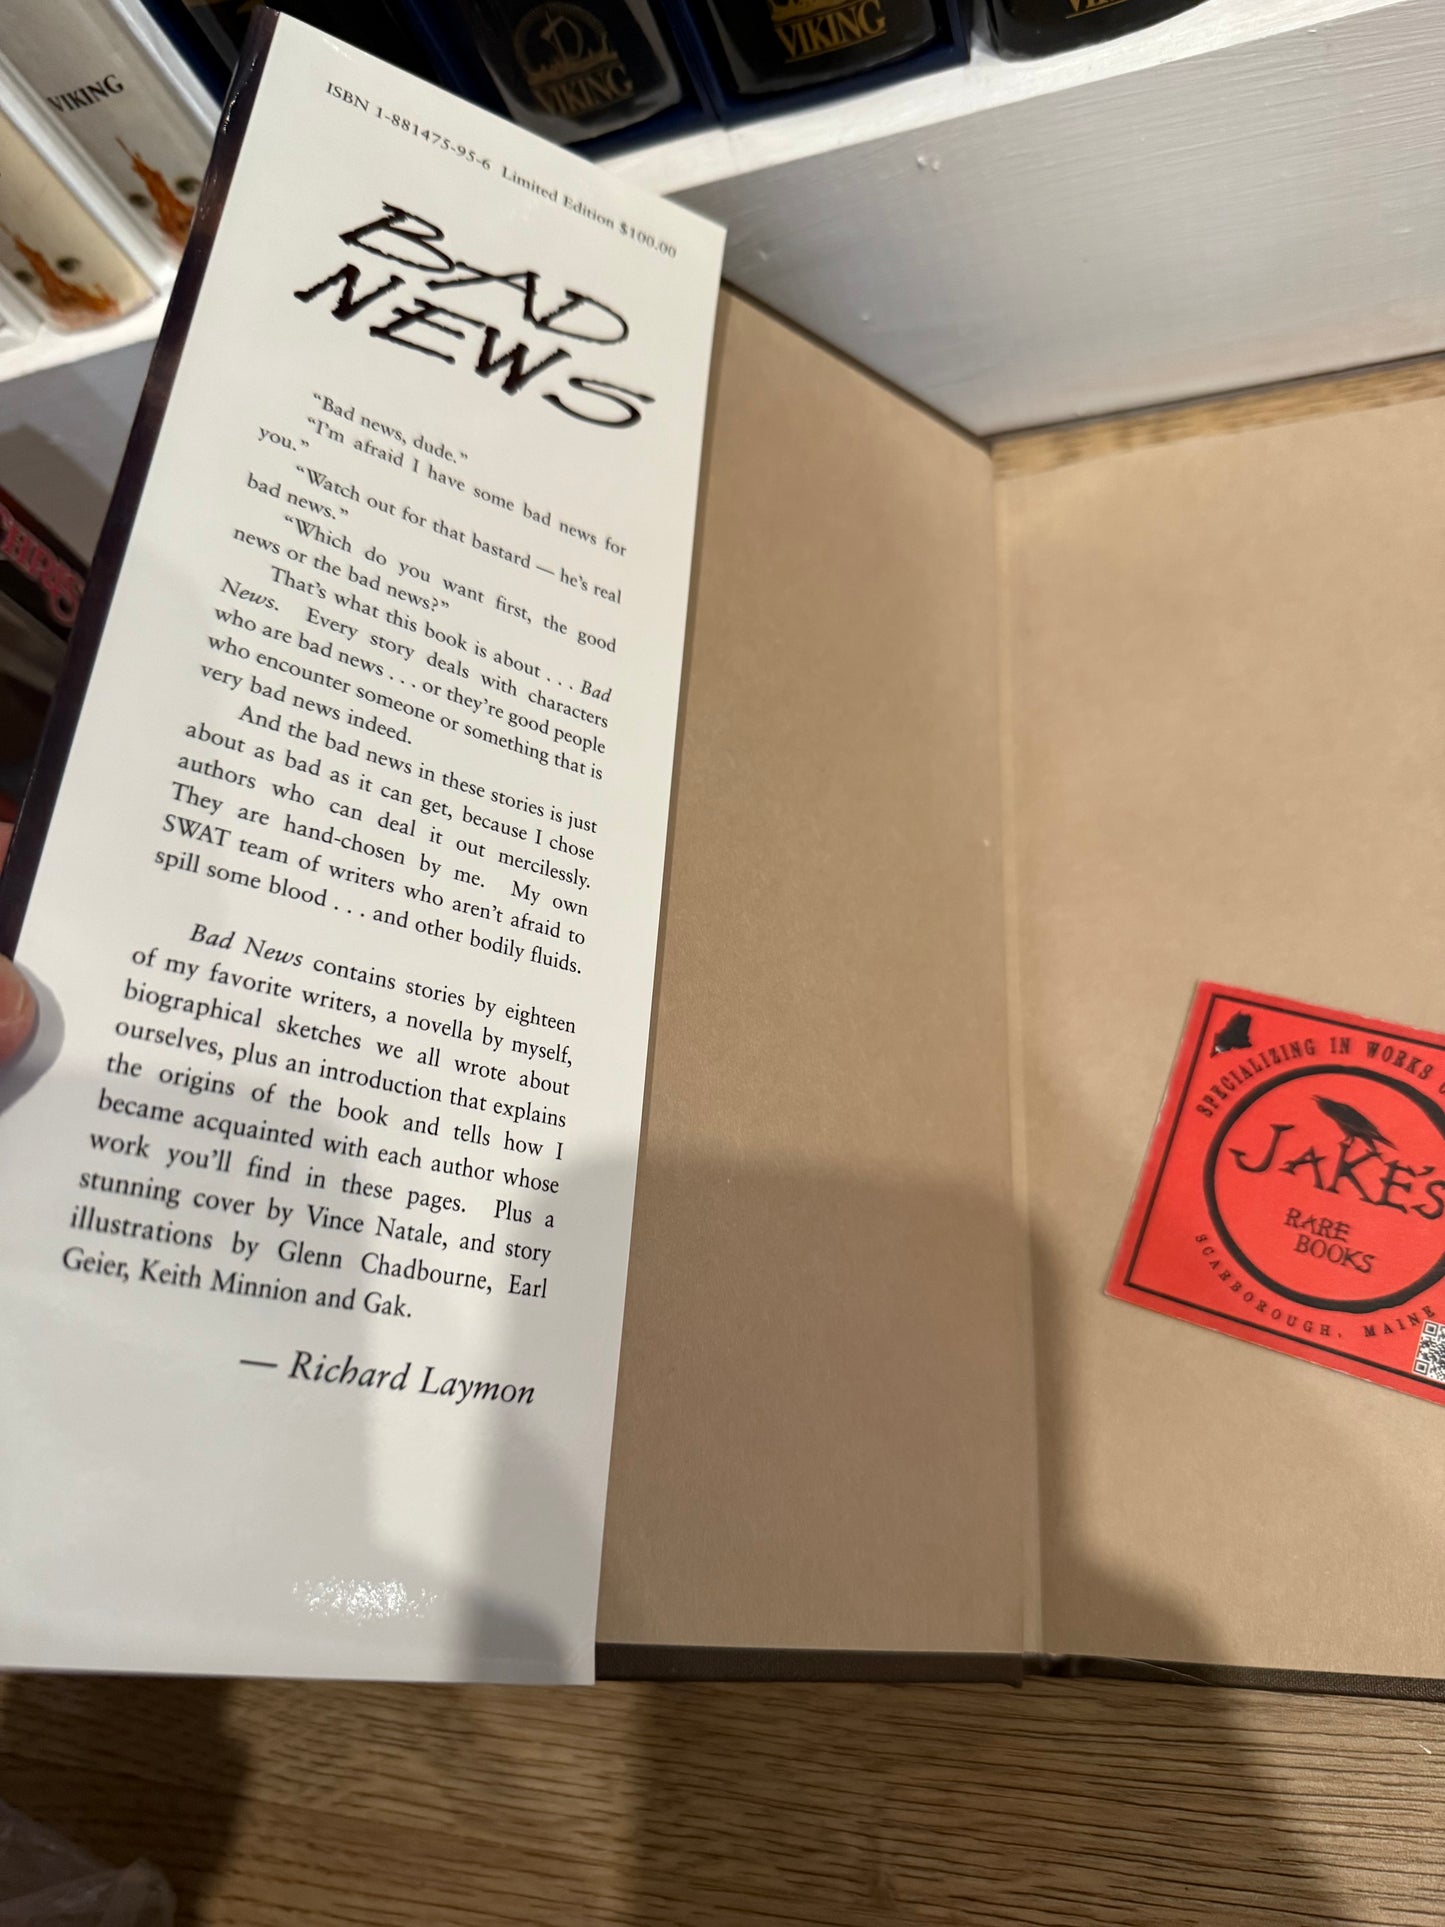 VIKING
VIKING
VIKING
ISBN 1-881475-95-6 Limited Edition $100.00
BAD
NEWS
“Bad news, dude.”
“I’m afraid I have some bad news for
you.”
“Watch out for that bastard — he’s real
bad news.”
“Which do you want first, the good
news or the bad news?”
That’s what this book is about . . . Bad
News. Every story deals with characters
who are bad news . . . or they’re good people
who encounter someone or something that is
very bad news indeed.
And the bad news in these stories is just
about as bad as it can get, because I chose
authors who can deal it out mercilessly.
They are hand-chosen by me. My own
SWAT team of writers who aren’t afraid to
spill some blood . . . and other bodily fluids.
Bad News contains stories by eighteen
of my favorite writers, a novella by myself,
biographical sketches we all wrote about
ourselves, plus an introduction that explains
the origins of the book and tells how I
became acquainted with each author whose
work you’ll find in these pages. Plus a
stunning cover by Vince Natale, and story
illustrations by Glenn Chadbourne, Earl
Geier, Keith Minnion and Gak.
— Richard Laymon
SPECIALIZING IN WORKS
JAKE'S
RARE
BOOKS
SCARBOROUGH, MAINE